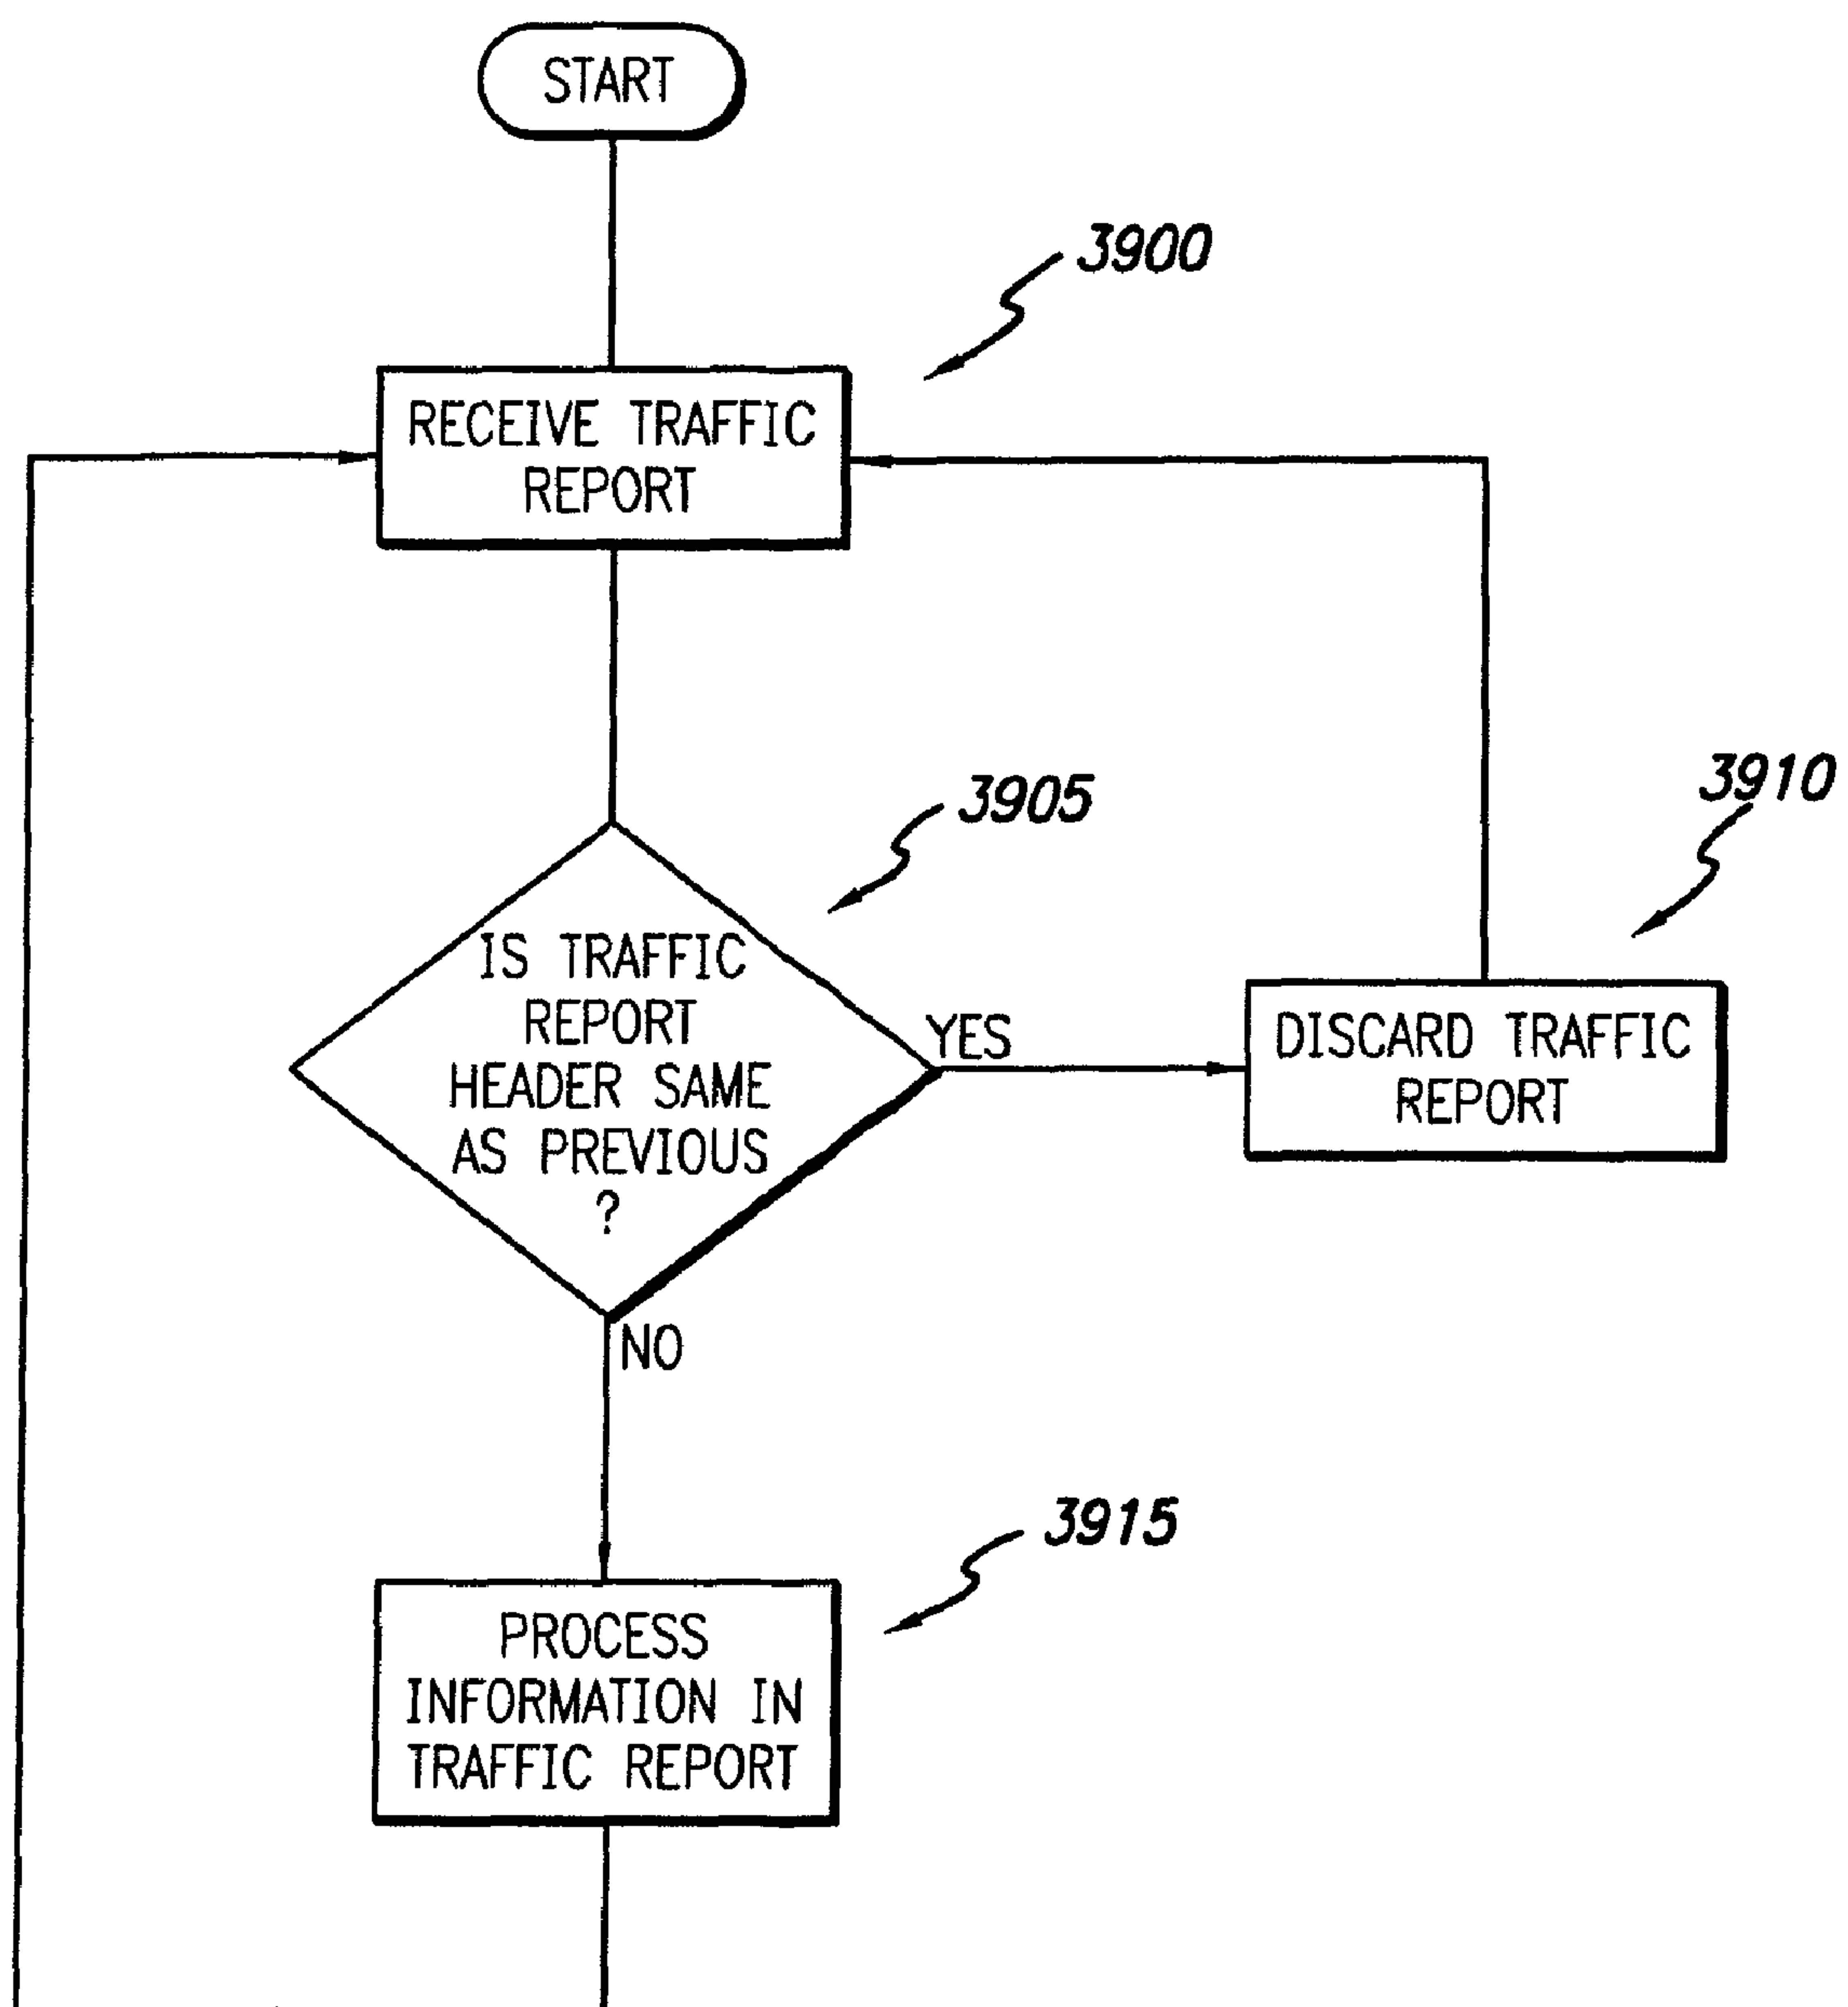 START
3900
RECEIVE TRAFFIC
REPORT
3905
3910
IS TRAFFIC
REPORT
HEADER SAME
AS PREVIOUS
?
YES
DISCARD TRAFFIC
REPORT
NO
3915
PROCESS
INFORMATION IN
TRAFFIC REPORT